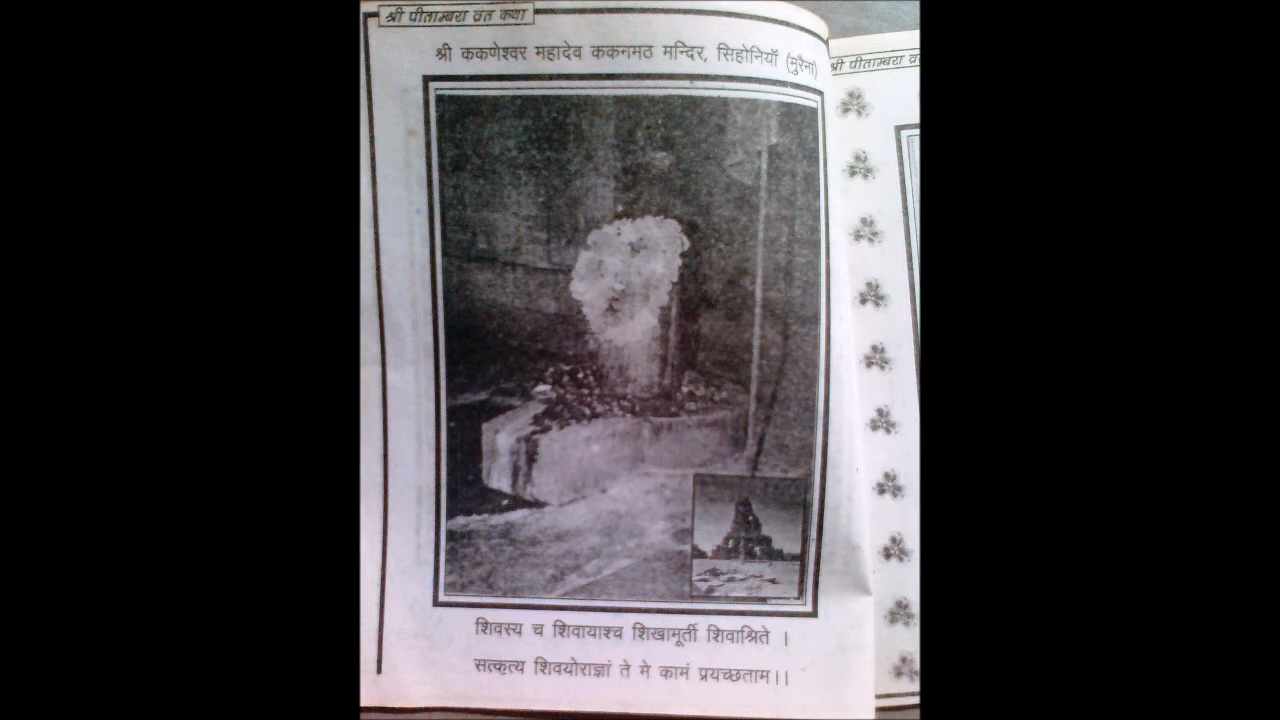 श्री पीताम्बरा व्रत कथा
श्री ककणेश्वर महादेव ककनमठ मन्दिर, सिहोनियाॅ (मुरैना)
शिवस्य च शिवायाश्च शिखामूर्ती शिवाश्रिते ।
सत्कृत्य शिवयोराज्ञां ते मे कामं प्रयच्छताम।।
श्री पीताम्बरा